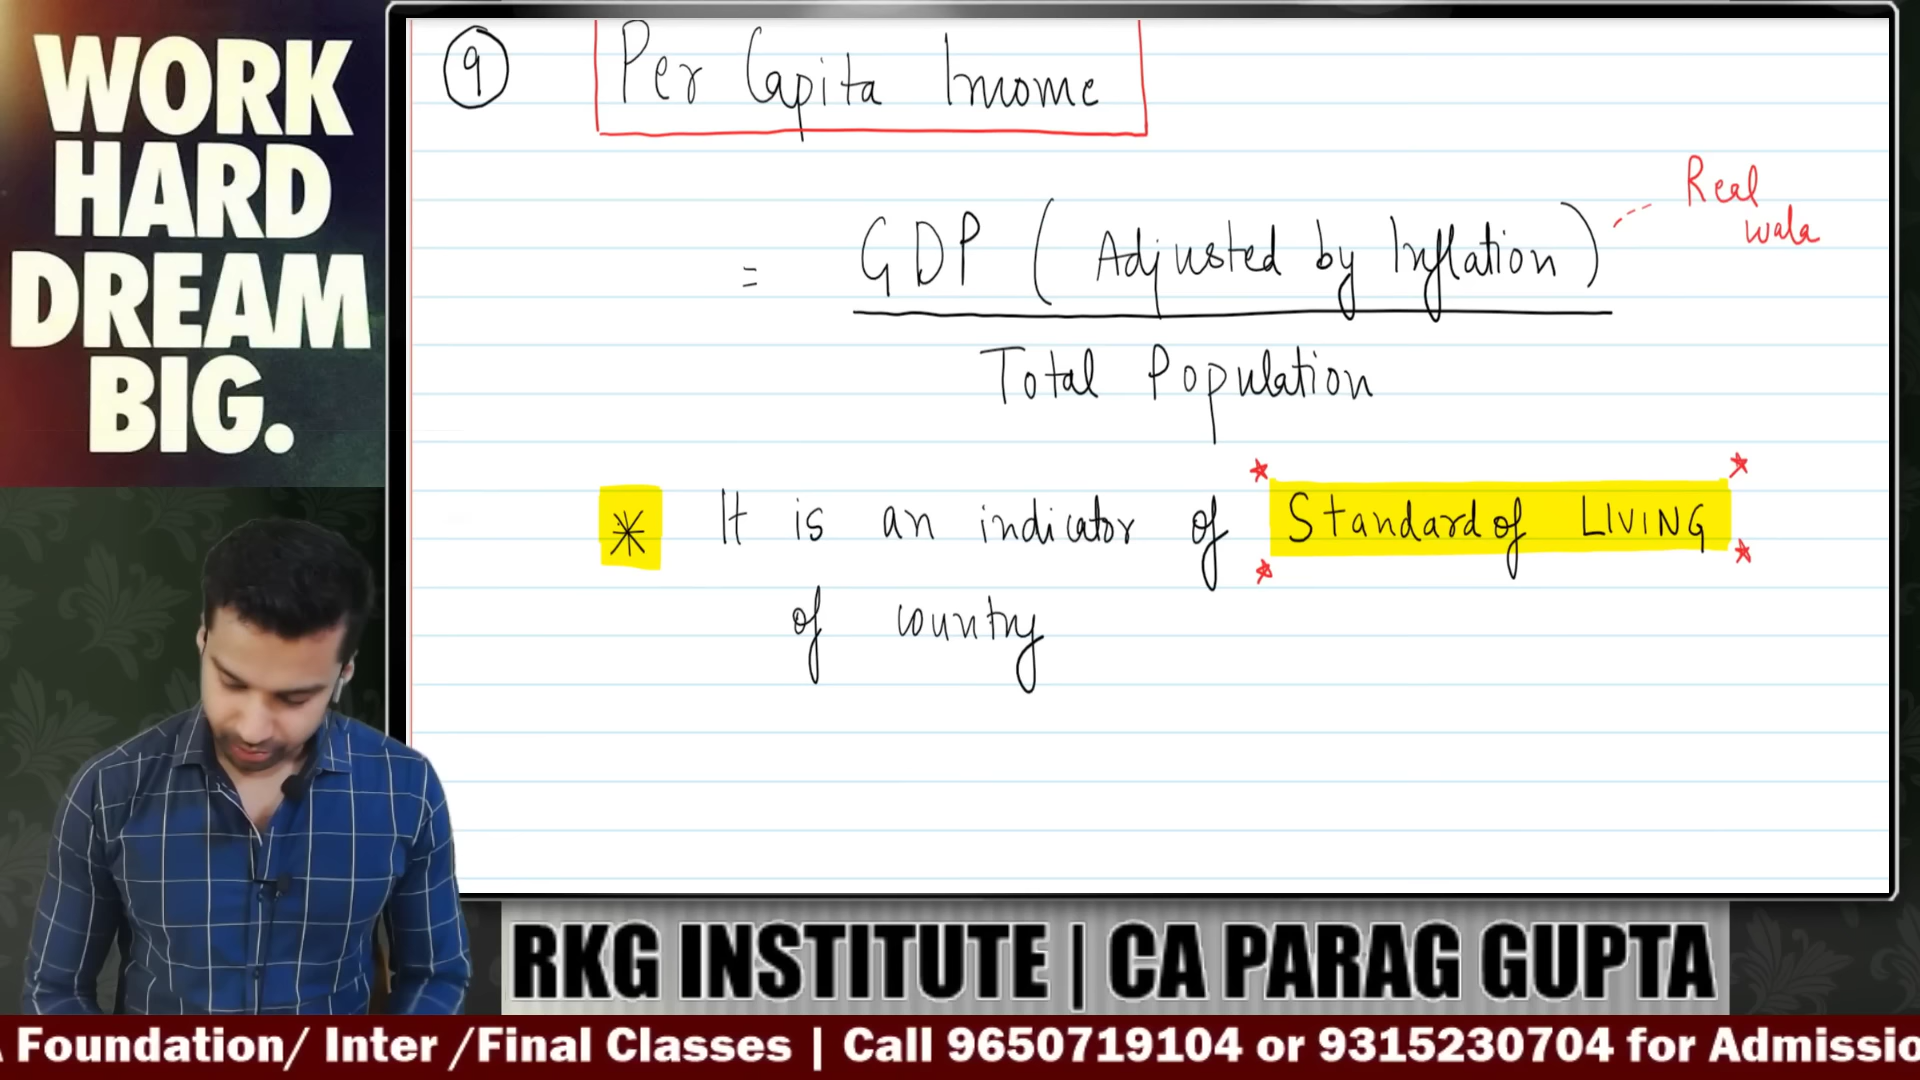 WORK
HARD
DREAM
BIG.
9
Per Capita Income
Real
wala
= GDP ( Adjusted by Inflation )
Total Population
* It is an indicator of Standard of LIVING
of country
RKG INSTITUTE | CA PARAG GUPTA
Foundation/ Inter /Final Classes | Call 9650719104 or 9315230704 for Admissio